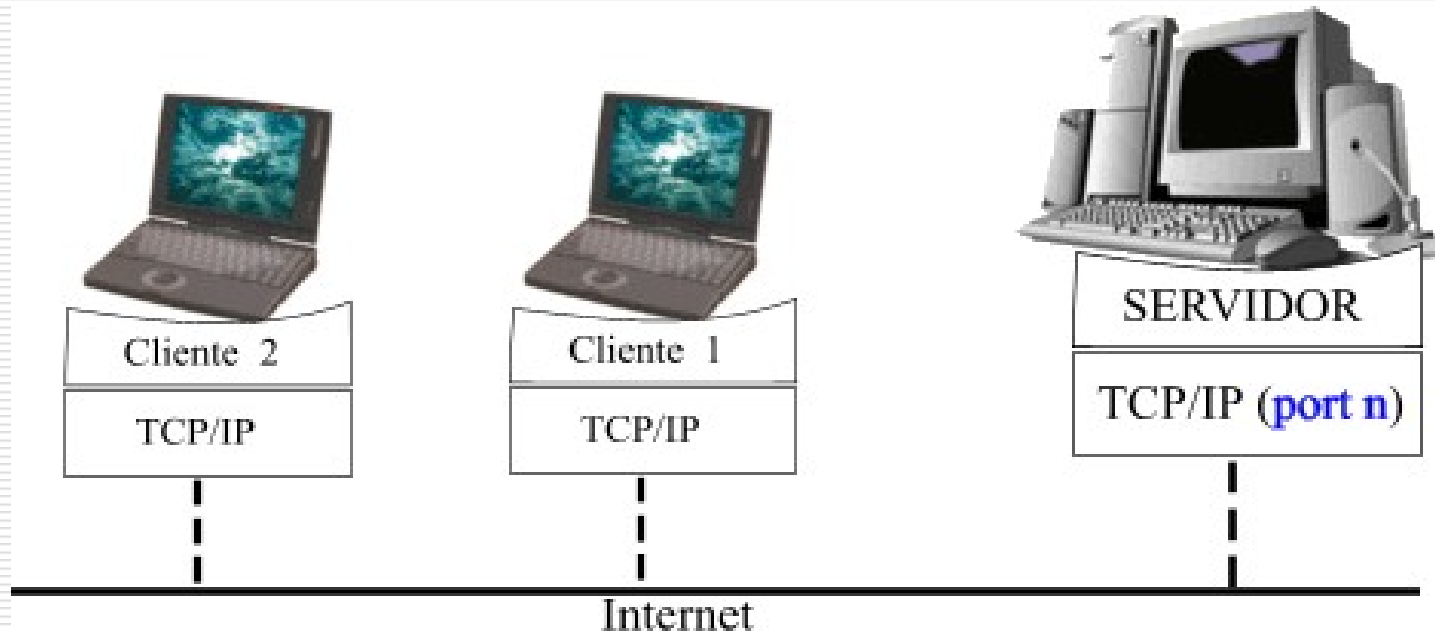 Cliente 2
TCP/IP
Cliente 1
TCP/IP
SERVIDOR
TCP/IP (port n)
Internet